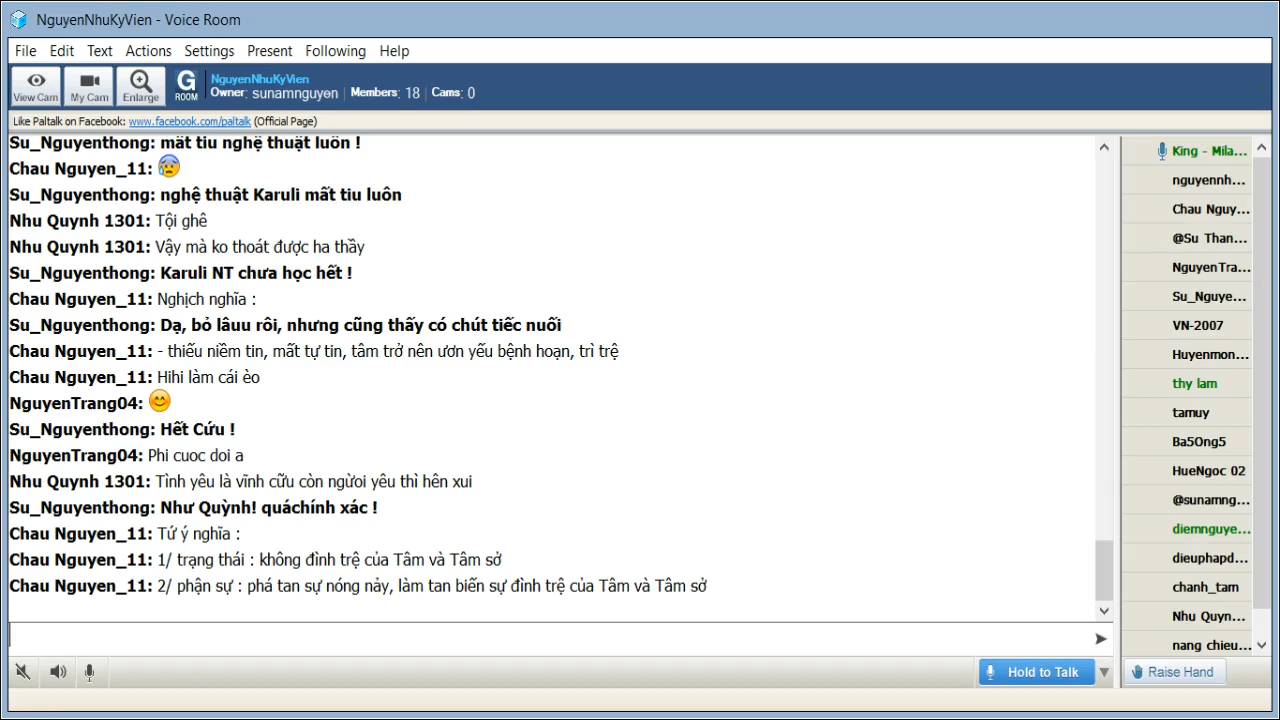 NguyenNhuKyVien - Voice Room
File Edit Text Actions Settings Present Following Help
View Cam My Cam Enlarge G ROOM
NguyenNhuKyVien
Owner: sunamnguyen Members: 18 Cams: 0
Like Paltalk on Facebook: www.facebook.com/paltalk (Official Page)
Su_Nguyenthong: mất tiu nghệ thuật luôn !
Chau Nguyen_11:
Su_Nguyenthong: nghệ thuật Karuli mất tiu luôn
Nhu Quynh 1301: Tội ghê
Nhu Quynh 1301: Vậy mà ko thoát được ha thầy
Su_Nguyenthong: Karuli NT chưa học hết !
Chau Nguyen_11: Nghịch nghĩa :
Su_Nguyenthong: Dạ, bỏ lâuu rôi, nhưng cũng thấy có chút tiếc nuối
Chau Nguyen_11: - thiếu niềm tin, mất tự tin, tâm trở nên ươn yếu bệnh hoạn, trì trệ
Chau Nguyen_11: Hihi làm cái èo
NguyenTrang04:
Su_Nguyenthong: Hết Cứu !
NguyenTrang04: Phi cuoc doi a
Nhu Quynh 1301: Tình yêu là vĩnh cữu còn ngừoi yêu thì hên xui
Su_Nguyenthong: Như Quỳnh! quáchính xác !
Chau Nguyen_11: Tứ ý nghĩa :
Chau Nguyen_11: 1/ trạng thái : không đình trệ của Tâm và Tâm sở
Chau Nguyen_11: 2/ phận sự : phá tan sự nóng nảy, làm tan biến sự đình trệ của Tâm và Tâm sở
King - Mila...
nguyennh...
Chau Nguy...
@Su Than...
NguyenTra...
Su_Nguye...
VN-2007
Huyenmon...
thy lam
tamuy
Ba5Ong5
HueNgoc 02
@sunamng...
diemnguye...
dieuphapd...
chanh_tam
Nhu Quyn...
nang chieu...
Hold to Talk
Raise Hand